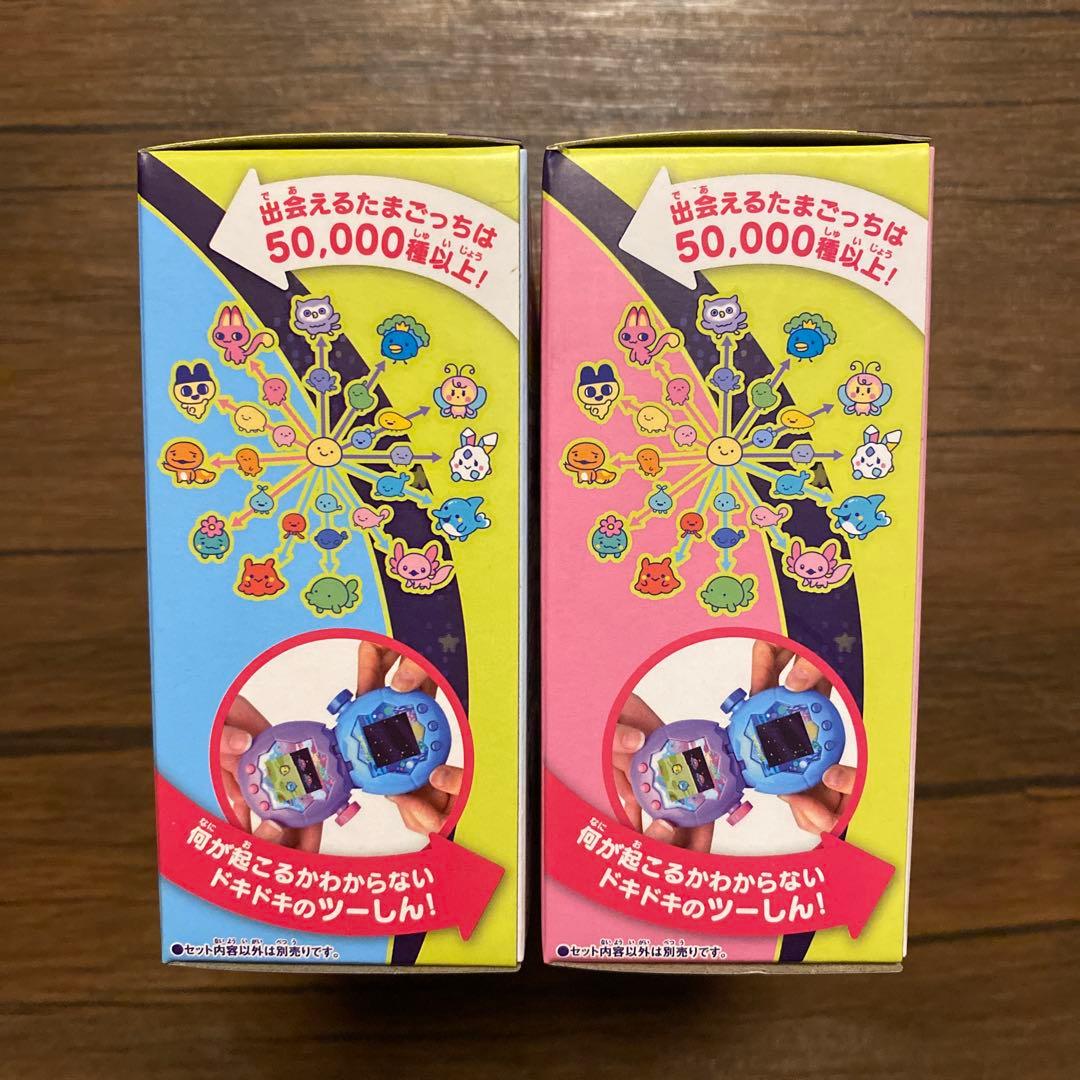 出会えるたまごっちは
50,000種以上!
何が起こるかわからない
ドキドキのツーしん!
●セット内容以外は別売りです。
出会えるたまごっちは
50,000種以上!
何が起こるかわからない
ドキドキのツーしん!
●セット内容以外は別売りです。